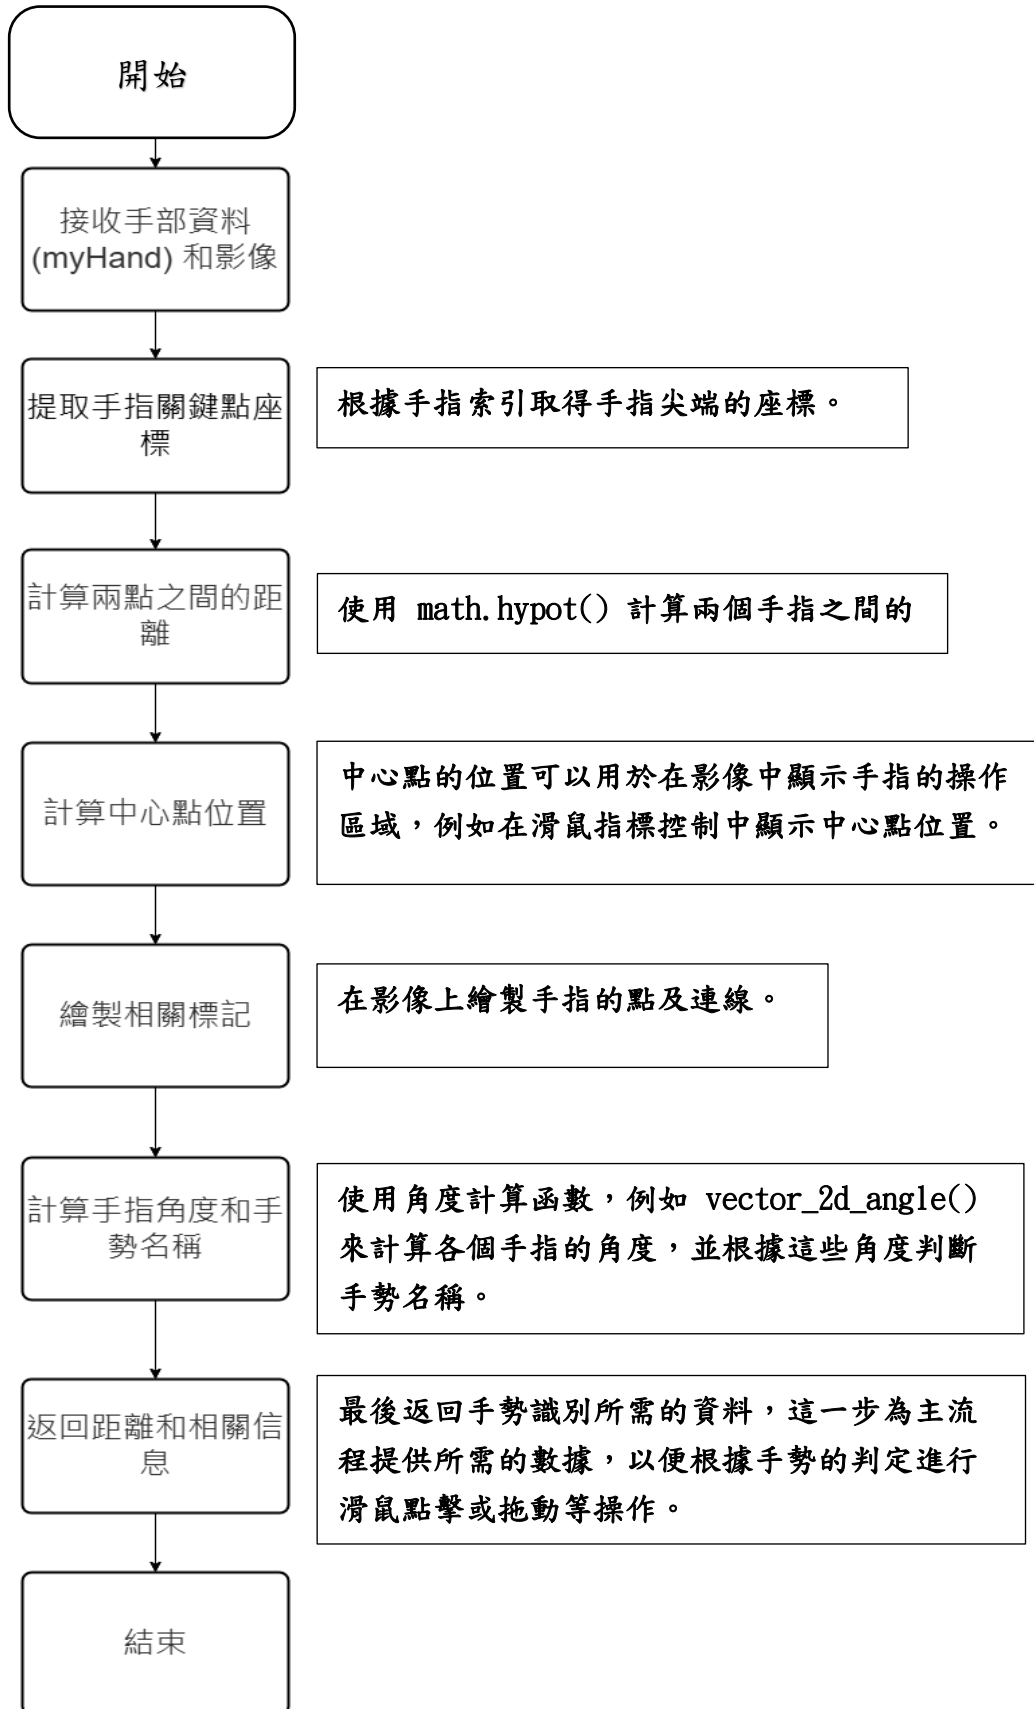 開始
接收手部資料
(myHand) 和影像
提取手指關鍵點座
標
根據手指索引取得手指尖端的座標。
計算兩點之間的距
離
使用 math.hypot() 計算兩個手指之間的
計算中心點位置
中心點的位置可以用於在影像中顯示手指的操作
區域，例如在滑鼠指標控制中顯示中心點位置。
繪製相關標記
在影像上繪製手指的點及連線。
計算手指角度和手
勢名稱
使用角度計算函數，例如 vector_2d_angle()
來計算各個手指的角度，並根據這些角度判斷
手勢名稱。
返回距離和相關信
息
最後返回手勢識別所需的資料，這一步為主流
程提供所需的數據，以便根據手勢的判定進行
滑鼠點擊或拖動等操作。
結束